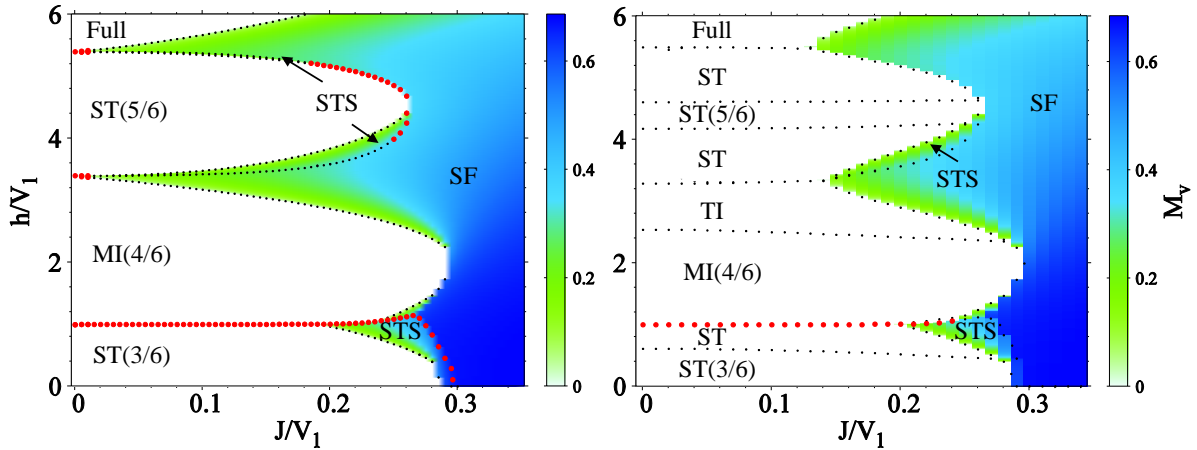 6
4
2
0
h/V1
0
0.1
0.2
0.3
J/V1
Full
STS
ST(5/6)
SF
MI(4/6)
STS
ST(3/6)
0.6
0.4
0.2
0
6
4
2
0
0
0.1
0.2
0.3
J/V1
Full
ST
ST(5/6)
SF
ST
STS
TI
MI(4/6)
STS
ST
ST(3/6)
0.6
0.4
0.2
0
Mv